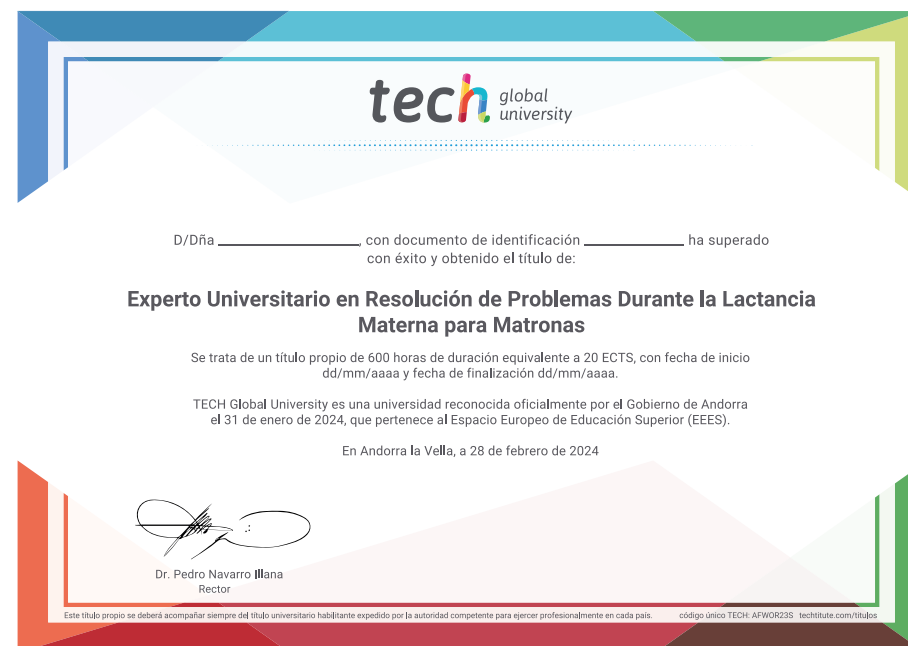 tech global university
D/Dña ____________________, con documento de identificación ______________ ha superado
con éxito y obtenido el título de:
Experto Universitario en Resolución de Problemas Durante la Lactancia
Materna para Matronas
Se trata de un título propio de 600 horas de duración equivalente a 20 ECTS, con fecha de inicio
dd/mm/aaaa y fecha de finalización dd/mm/aaaa.
TECH Global University es una universidad reconocida oficialmente por el Gobierno de Andorra
el 31 de enero de 2024, que pertenece al Espacio Europeo de Educación Superior (EEES).
En Andorra la Vella, a 28 de febrero de 2024
Dr. Pedro Navarro Illana
Rector
Este título propio se deberá acompañar siempre del título universitario habilitante expedido por la autoridad competente para ejercer profesionalmente en cada país. código único TECH: AFWOR23S techtitute.com/titulos